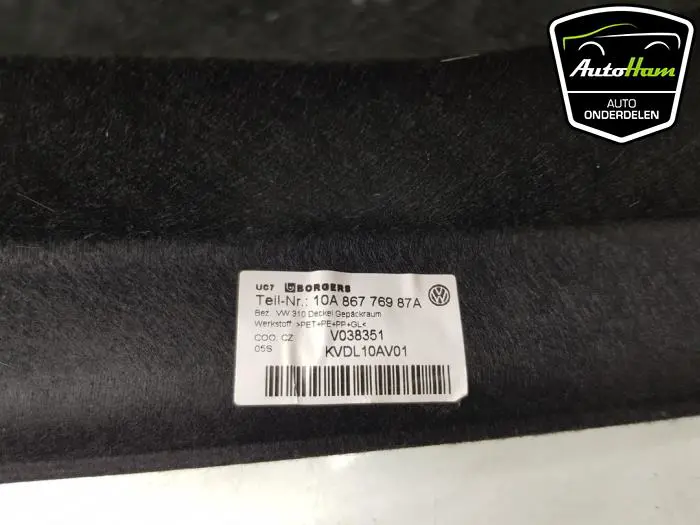 AutoHam
AUTO
ONDERDELEN
UC7 BORGERS
Teil-Nr.: 10A 867 769 87A
Bez. VW 310 Deckel Gepäckraum
Werkstoff >PET+PE+PP+GL<
COO: CZ V038351
05S KVDL10AV01